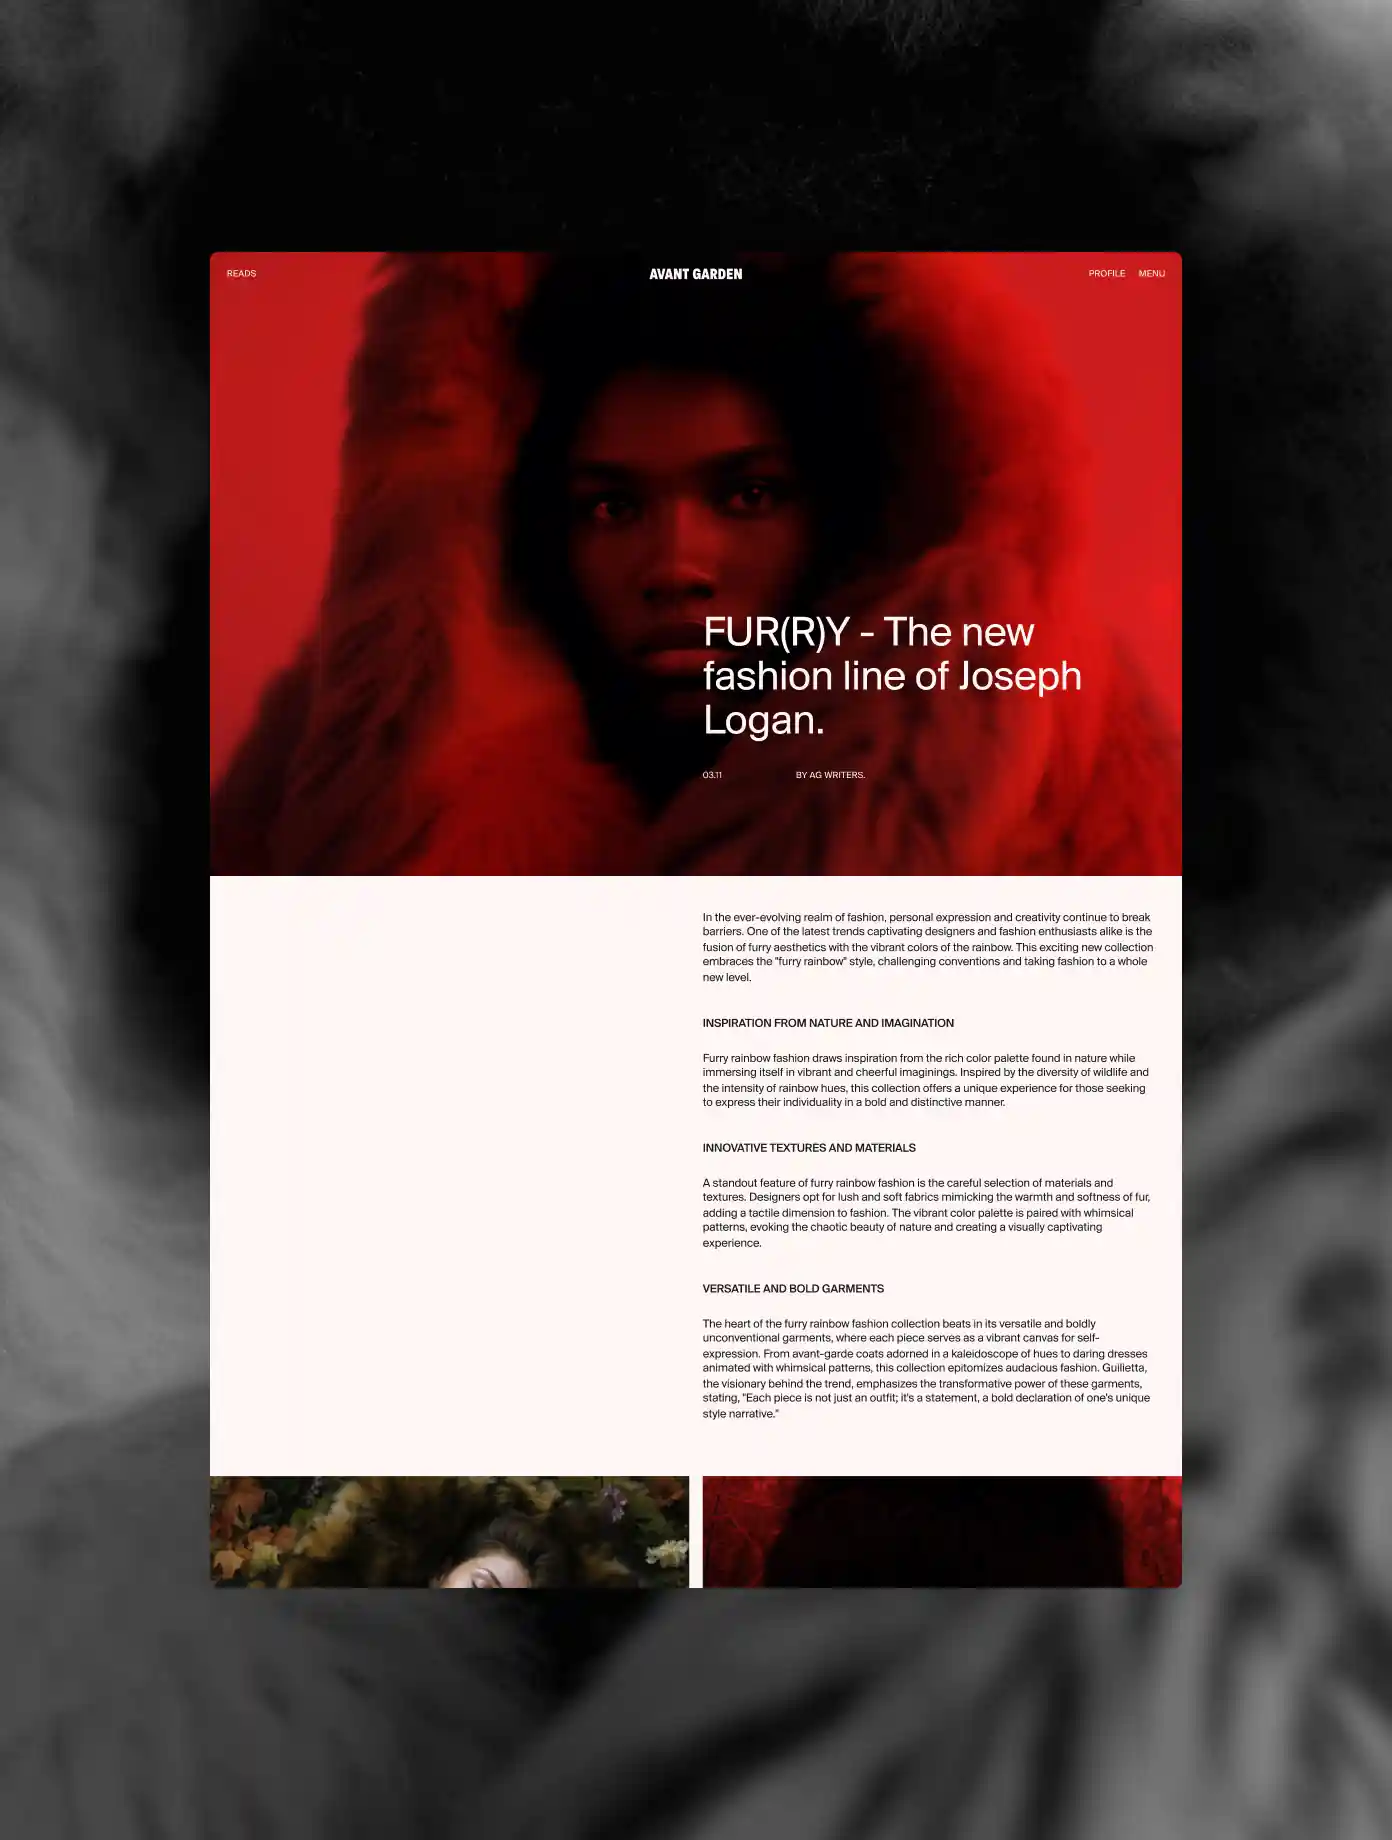 READS
AVANT GARDEN
PROFILE
MENU
FUR(R)Y - The new
fashion line of Joseph
Logan.
03.11
BY AG WRITERS.
In the ever-evolving realm of fashion, personal expression and creativity continue to break
barriers. One of the latest trends captivating designers and fashion enthusiasts alike is the
fusion of furry aesthetics with the vibrant colors of the rainbow. This exciting new collection
embraces the "furry rainbow" style, challenging conventions and taking fashion to a whole
new level.
INSPIRATION FROM NATURE AND IMAGINATION
Furry rainbow fashion draws inspiration from the rich color palette found in nature while
immersing itself in vibrant and cheerful imaginings. Inspired by the diversity of wildlife and
the intensity of rainbow hues, this collection offers a unique experience for those seeking
to express their individuality in a bold and distinctive manner.
INNOVATIVE TEXTURES AND MATERIALS
A standout feature of furry rainbow fashion is the careful selection of materials and
textures. Designers opt for lush and soft fabrics mimicking the warmth and softness of fur,
adding a tactile dimension to fashion. The vibrant color palette is paired with whimsical
patterns, evoking the chaotic beauty of nature and creating a visually captivating
experience.
VERSATILE AND BOLD GARMENTS
The heart of the furry rainbow fashion collection beats in its versatile and boldly
unconventional garments, where each piece serves as a vibrant canvas for self-
expression. From avant-garde coats adorned in a kaleidoscope of hues to daring dresses
animated with whimsical patterns, this collection epitomizes audacious fashion. Guilietta,
the visionary behind the trend, emphasizes the transformative power of these garments,
stating, "Each piece is not just an outfit; it's a statement, a bold declaration of one's unique
style narrative."